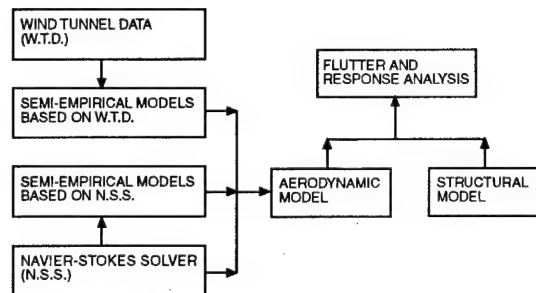 WIND TUNNEL DATA
(W.T.D.)
SEMI-EMPIRICAL MODELS
BASED ON W.T.D.
SEMI-EMPIRICAL MODELS
BASED ON N.S.S.
NAVIER-STOKES SOLVER
(N.S.S.)
FLUTTER AND
RESPONSE ANALYSIS
AERODYNAMIC
MODEL
STRUCTURAL
MODEL